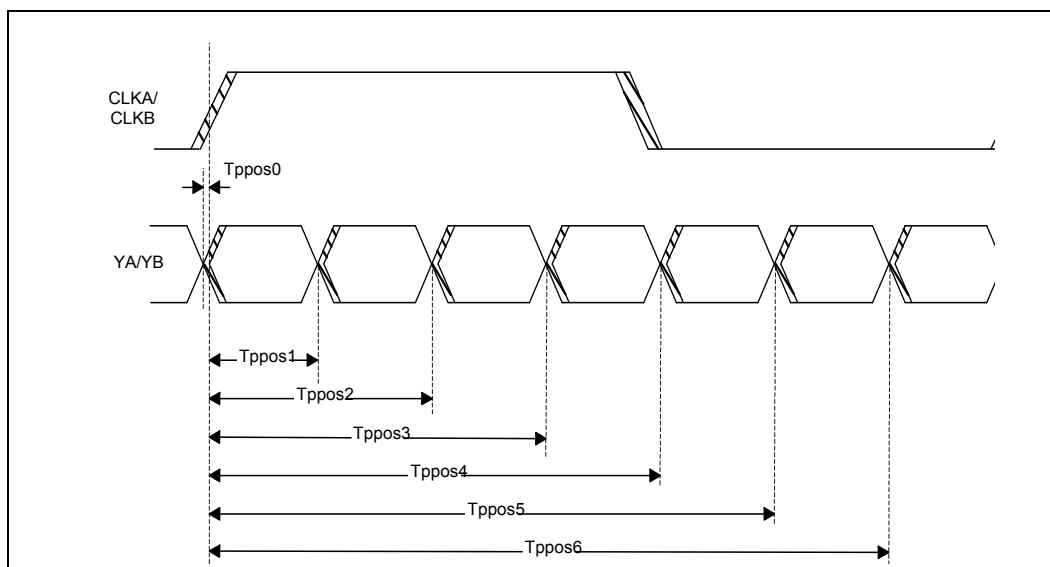 CLKA/
CLKB
Tppos0
YA/YB
Tppos1
Tppos2
Tppos3
Tppos4
Tppos5
Tppos6